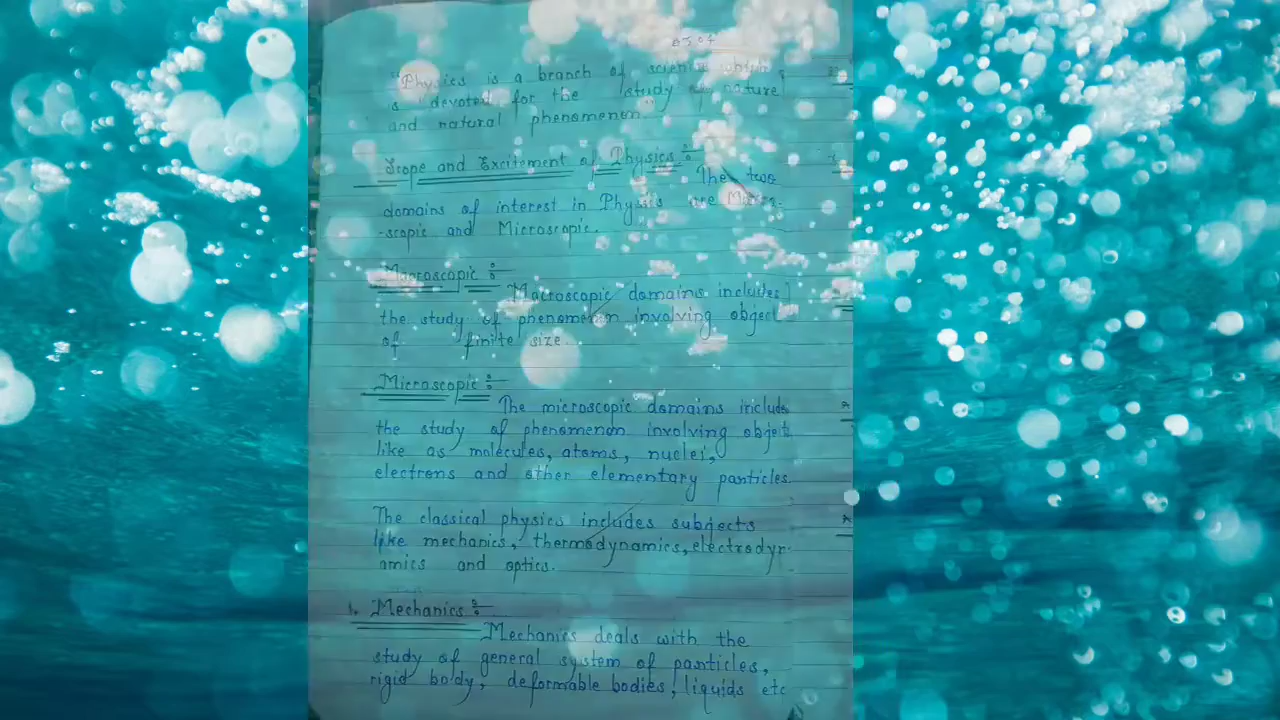 "Physics is a branch of science which
is devoted for the study of nature
and natural phenomenon."
Scope and Excitement of Physics :-
The two
domains of interest in Physics are Macro-
-scopic and Microscopic.
Macroscopic :-
Macroscopic domains includes
the study of phenomenon involving object
of finite size.
Microscopic :-
The microscopic domains include
the study of phenomenon involving object
like as molecules, atoms, nuclei,
electrons and other elementary particles.
The classical physics includes subjects
like mechanics, thermodynamics, electrodyn-
amics and optics.
1. Mechanics :-
Mechanics deals with the
study of general system of particles,
rigid body, deformable bodies, liquids etc